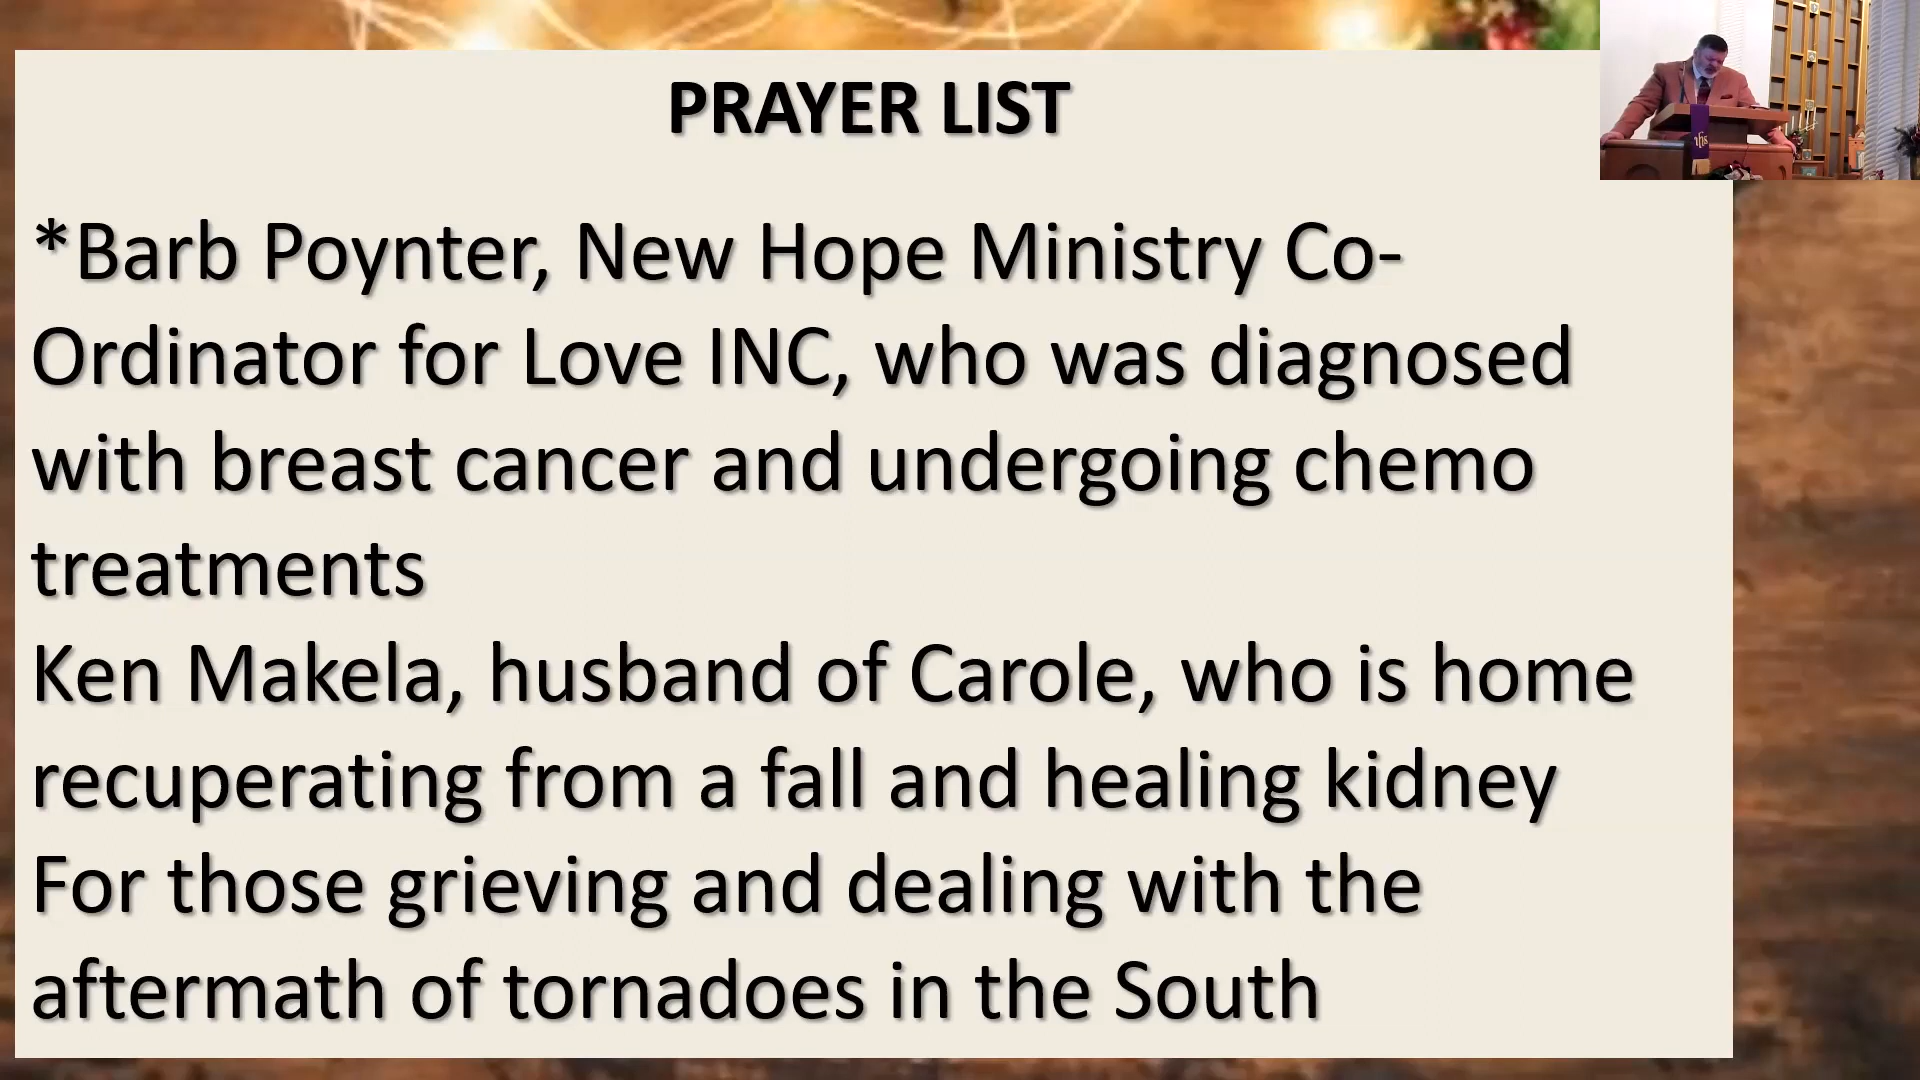 PRAYER LIST
*Barb Poynter, New Hope Ministry Co-
Ordinator for Love INC, who was diagnosed
with breast cancer and undergoing chemo
treatments
Ken Makela, husband of Carole, who is home
recuperating from a fall and healing kidney
For those grieving and dealing with the
aftermath of tornadoes in the South